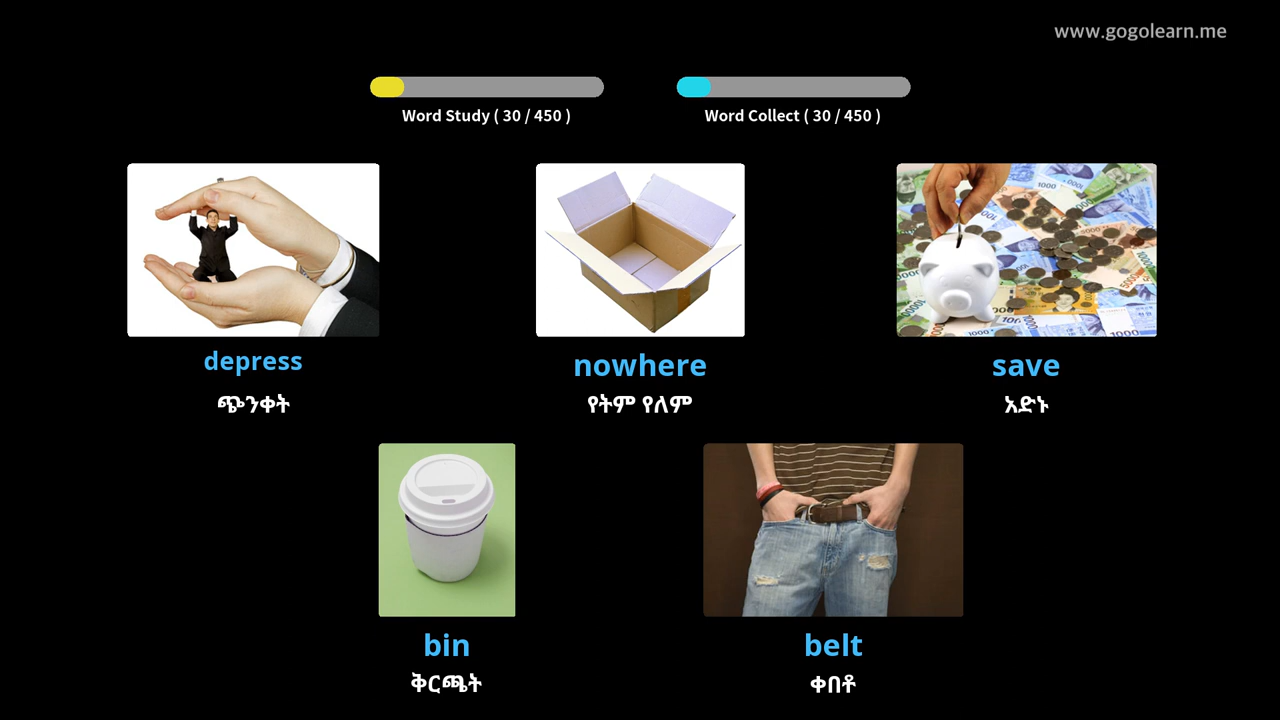 www.gogolearn.me
Word Study ( 30 / 450 )
Word Collect ( 30 / 450 )
depress
ጭንቀት
nowhere
የትም የለም
save
አድኑ
bin
ቅርጫት
belt
ቀበቶ